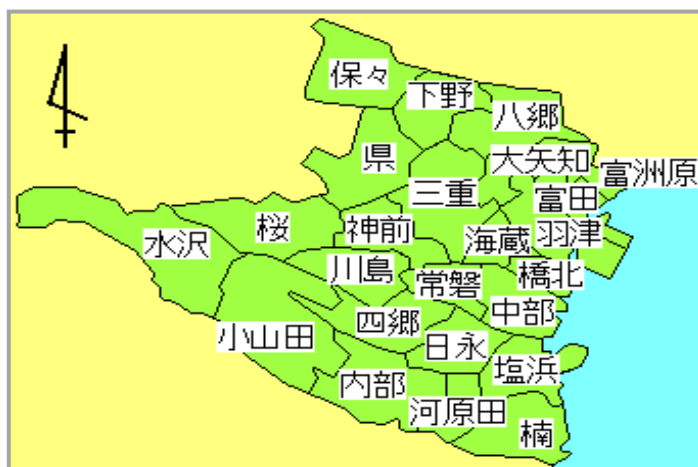 保々
下野
八郷
県
大矢知
富洲原
三重
富田
桜
神前
海蔵
羽津
水沢
川島
常磐
橋北
中部
四郷
小山田
日永
塩浜
内部
河原田
楠